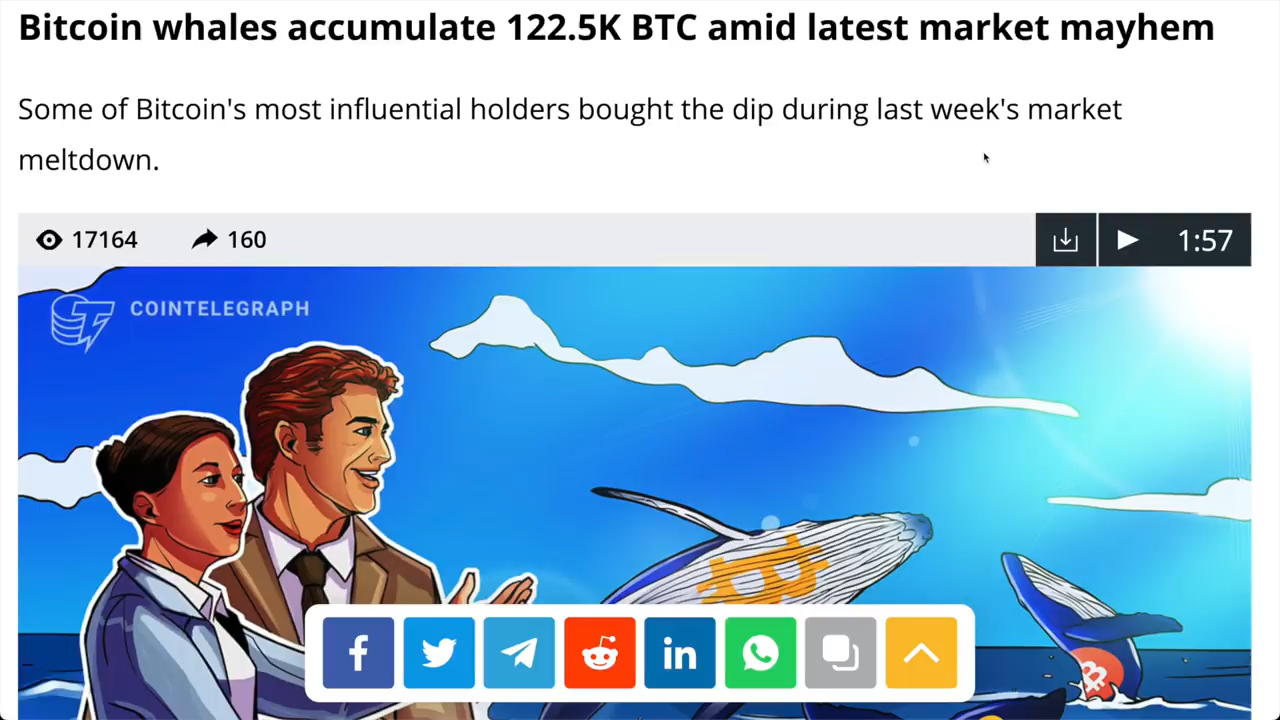 Bitcoin whales accumulate 122.5K BTC amid latest market mayhem
Some of Bitcoin's most influential holders bought the dip during last week's market
meltdown.
17164 160 1:57
COINTELEGRAPH